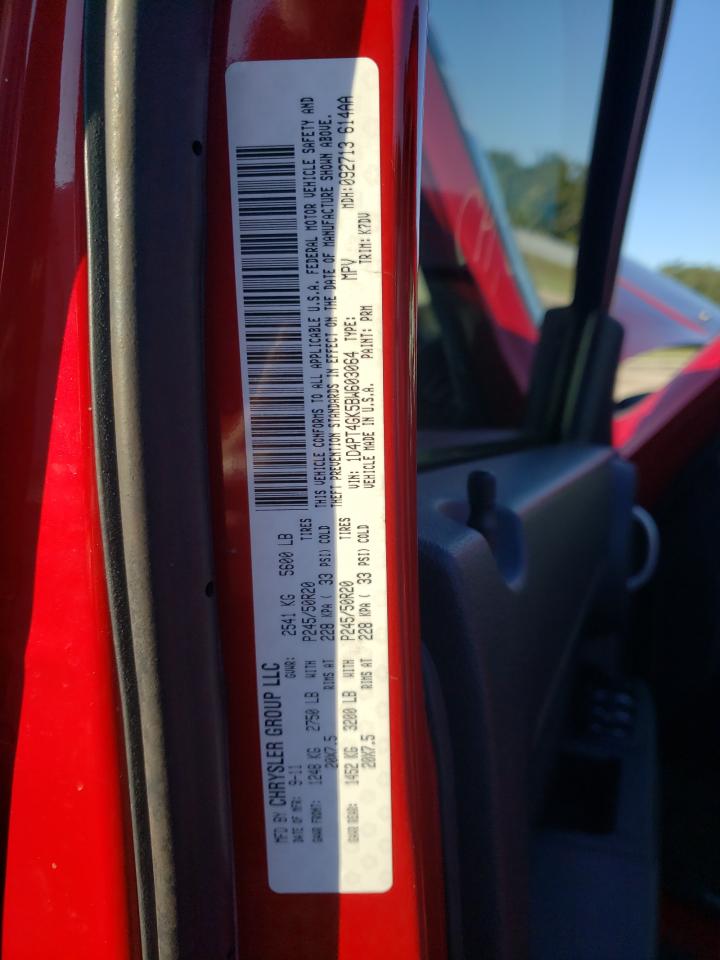 MFD BY CHRYSLER GROUP LLC
DATE OF MFR: 9-11 GVWR: 2541 KG 5600 LB
GAWR FRONT: 1248 KG 2750 LB WITH P245/50R20 TIRES
20X7.5 RIMS AT 228 KPA ( 33 PSI) COLD
GAWR REAR: 1452 KG 3200 LB WITH P245/50R20 TIRES
20X7.5 RIMS AT 228 KPA ( 33 PSI) COLD
THIS VEHICLE CONFORMS TO ALL APPLICABLE U.S.A. FEDERAL MOTOR VEHICLE SAFETY AND
THEFT PREVENTION STANDARDS IN EFFECT ON THE DATE OF MANUFACTURE SHOWN ABOVE.
VIN: 1D4PT4GK5BW603064 TYPE: MPV MDH:092713 614AA
VEHICLE MADE IN U.S.A. PAINT: PRM TRIM: K7DV